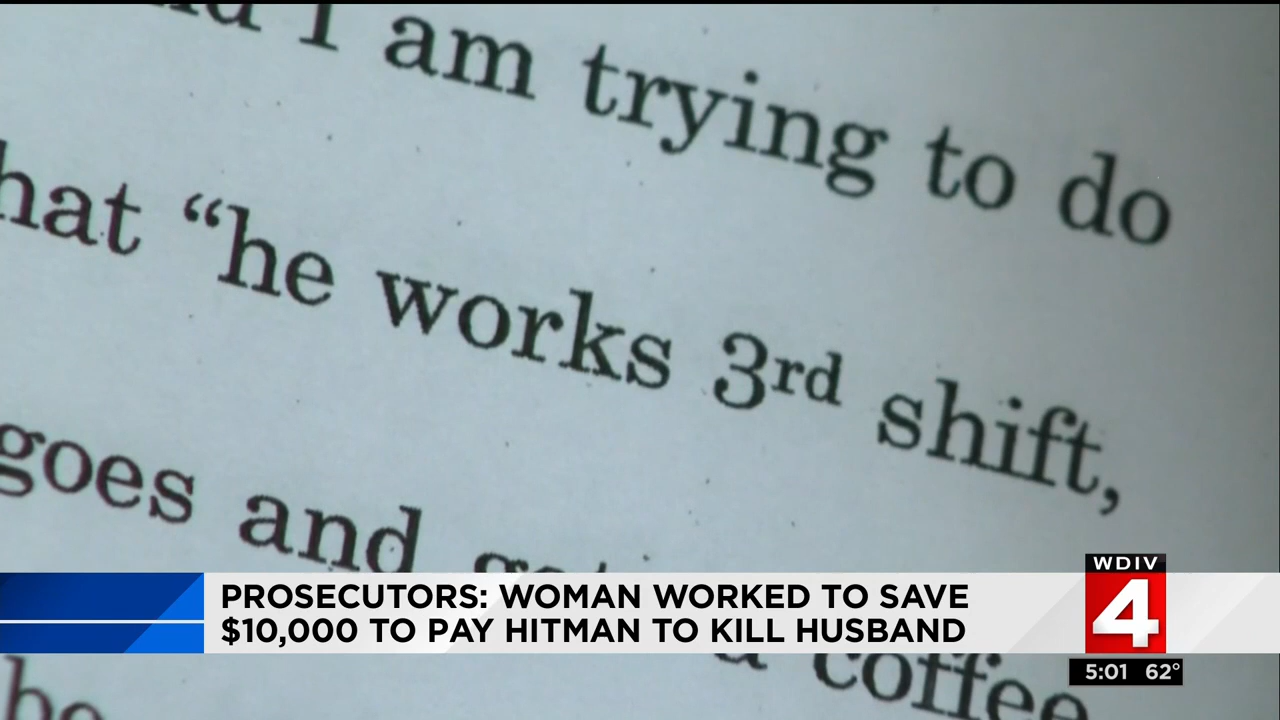 I am trying to do
hat “he works 3rd shift,
goes and
coffee
PROSECUTORS: WOMAN WORKED TO SAVE
$10,000 TO PAY HITMAN TO KILL HUSBAND
WDIV
4
5:01 62°